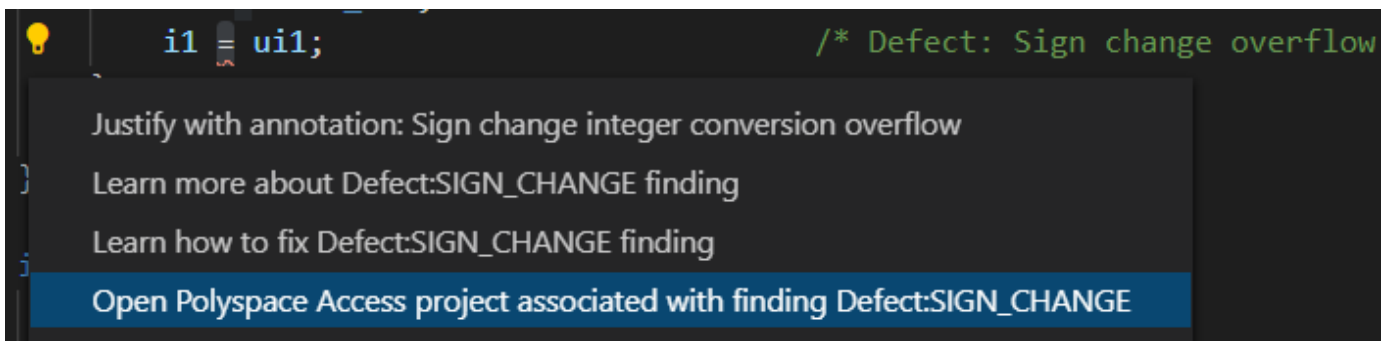 i1 = ui1; /* Defect: Sign change overflow
Justify with annotation: Sign change integer conversion overflow
}
Learn more about Defect:SIGN_CHANGE finding
Learn how to fix Defect:SIGN_CHANGE finding
i
Open Polyspace Access project associated with finding Defect:SIGN_CHANGE